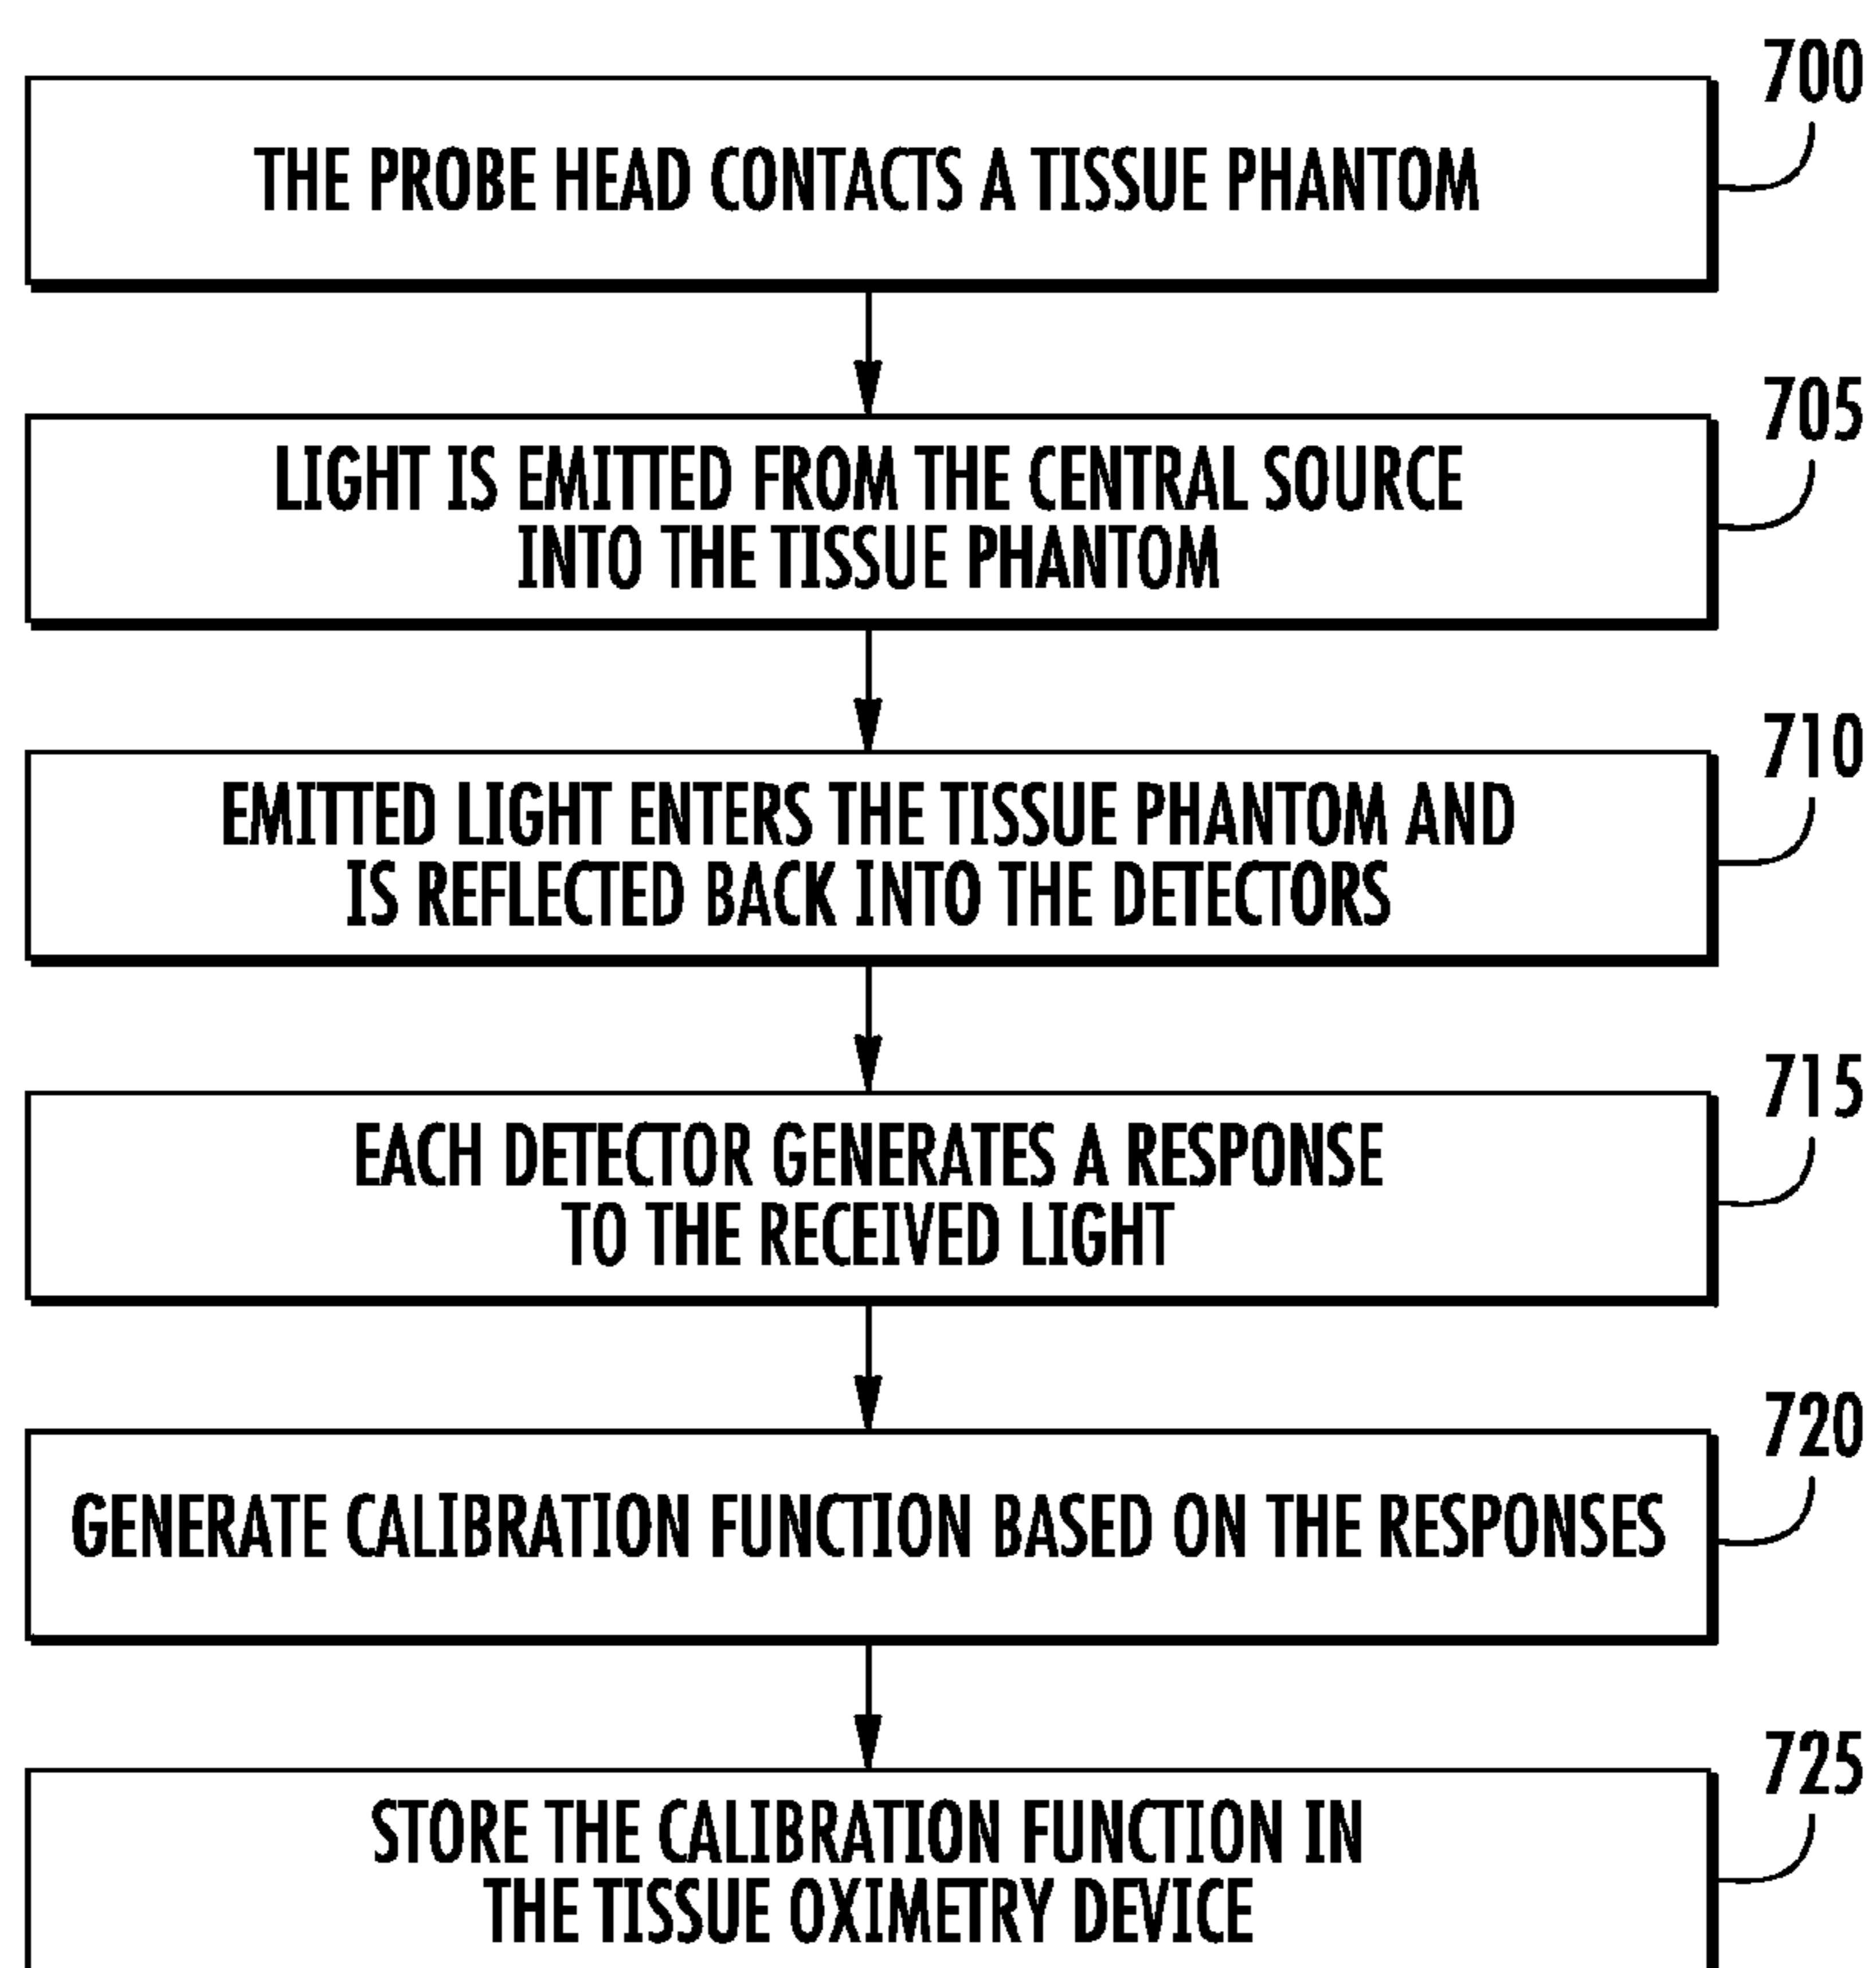 700
THE PROBE HEAD CONTACTS A TISSUE PHANTOM
705
LIGHT IS EMITTED FROM THE CENTRAL SOURCE
INTO THE TISSUE PHANTOM
710
EMITTED LIGHT ENTERS THE TISSUE PHANTOM AND
IS REFLECTED BACK INTO THE DETECTORS
715
EACH DETECTOR GENERATES A RESPONSE
TO THE RECEIVED LIGHT
720
GENERATE CALIBRATION FUNCTION BASED ON THE RESPONSES
725
STORE THE CALIBRATION FUNCTION IN
THE TISSUE OXIMETRY DEVICE